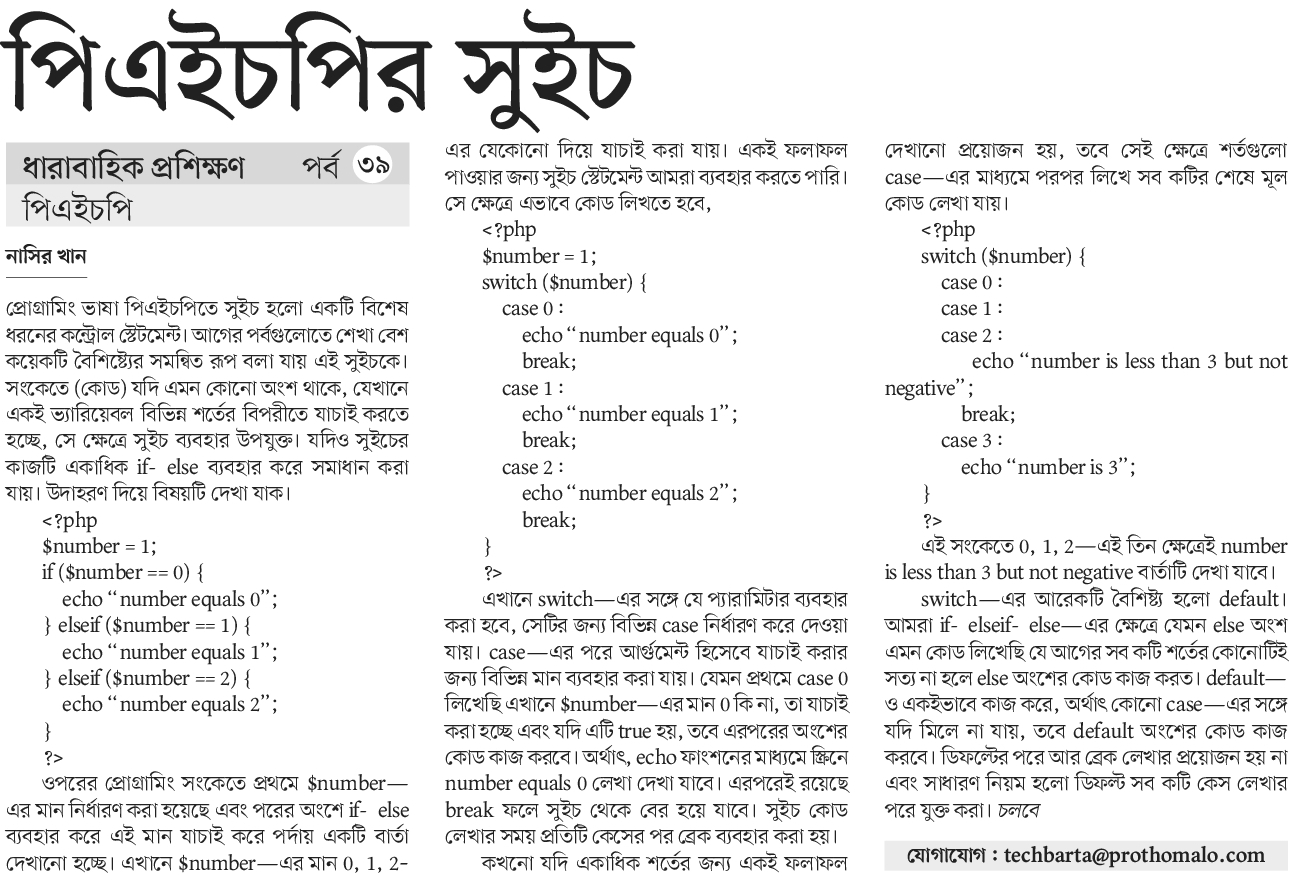 পিএইচপির সুইচ
ধারাবাহিক প্রশিক্ষণ পর্ব ৩৯
পিএইচপি
নাসির খান
প্রোগ্রামিং ভাষা পিএইচপিতে সুইচ হলো একটি বিশেষ
ধরনের কন্ট্রোল স্টেটমেন্ট। আগের পর্বগুলোতে শেখা বেশ
কয়েকটি বৈশিষ্ট্যের সমন্বিত রূপ বলা যায় এই সুইচকে।
সংকেতে (কোড) যদি এমন কোনো অংশ থাকে, যেখানে
একই ভ্যারিয়েবল বিভিন্ন শর্তের বিপরীতে যাচাই করতে
হচ্ছে, সে ক্ষেত্রে সুইচ ব্যবহার উপযুক্ত। যদিও সুইচের
কাজটি একাধিক if- else ব্যবহার করে সমাধান করা
যায়। উদাহরণ দিয়ে বিষয়টি দেখা যাক।
<?php
$number = 1;
if ($number == 0) {
echo “number equals 0”;
} elseif ($number == 1) {
echo “number equals 1”;
} elseif ($number == 2) {
echo “number equals 2”;
}
?>
ওপরের প্রোগ্রামিং সংকেতে প্রথমে $number—
এর মান নির্ধারণ করা হয়েছে এবং পরের অংশে if- else
ব্যবহার করে এই মান যাচাই করে পর্দায় একটি বার্তা
দেখানো হচ্ছে। এখানে $number—এর মান 0, 1, 2-
এর যেকোনো দিয়ে যাচাই করা যায়। একই ফলাফল
পাওয়ার জন্য সুইচ স্টেটমেন্ট আমরা ব্যবহার করতে পারি।
সে ক্ষেত্রে এভাবে কোড লিখতে হবে,
<?php
$number = 1;
switch ($number) {
case 0 :
echo “number equals 0”;
break;
case 1 :
echo “number equals 1”;
break;
case 2 :
echo “number equals 2”;
break;
}
?>
এখানে switch—এর সঙ্গে যে প্যারামিটার ব্যবহার
করা হবে, সেটির জন্য বিভিন্ন case নির্ধারণ করে দেওয়া
যায়। case—এর পরে আর্গুমেন্ট হিসেবে যাচাই করার
জন্য বিভিন্ন মান ব্যবহার করা যায়। যেমন প্রথমে case 0
লিখেছি এখানে $number—এর মান 0 কি না, তা যাচাই
করা হচ্ছে এবং যদি এটি true হয়, তবে এরপরের অংশের
কোড কাজ করবে। অর্থাৎ, echo ফাংশনের মাধ্যমে স্ক্রিনে
number equals 0 লেখা দেখা যাবে। এরপরেই রয়েছে
break ফলে সুইচ থেকে বের হয়ে যাবে। সুইচ কোড
লেখার সময় প্রতিটি কেসের পর ব্রেক ব্যবহার করা হয়।
কখনো যদি একাধিক শর্তের জন্য একই ফলাফল
দেখানো প্রয়োজন হয়, তবে সেই ক্ষেত্রে শর্তগুলো
case—এর মাধ্যমে পরপর লিখে সব কটির শেষে মূল
কোড লেখা যায়।
<?php
switch ($number) {
case 0 :
case 1 :
case 2 :
echo “number is less than 3 but not
negative”;
break;
case 3 :
echo “number is 3”;
}
?>
এই সংকেতে 0, 1, 2—এই তিন ক্ষেত্রেই number
is less than 3 but not negative বার্তাটি দেখা যাবে।
switch—এর আরেকটি বৈশিষ্ট্য হলো default।
আমরা if- elseif- else—এর ক্ষেত্রে যেমন else অংশ
এমন কোড লিখেছি যে আগের সব কটি শর্তের কোনোটিই
সত্য না হলে else অংশের কোড কাজ করত। default—
ও একইভাবে কাজ করে, অর্থাৎ কোনো case—এর সঙ্গে
যদি মিলে না যায়, তবে default অংশের কোড কাজ
করবে। ডিফল্টের পরে আর ব্রেক লেখার প্রয়োজন হয় না
এবং সাধারণ নিয়ম হলো ডিফল্ট সব কটি কেস লেখার
পরে যুক্ত করা। চলবে
যোগাযোগ : techbarta@prothomalo.com